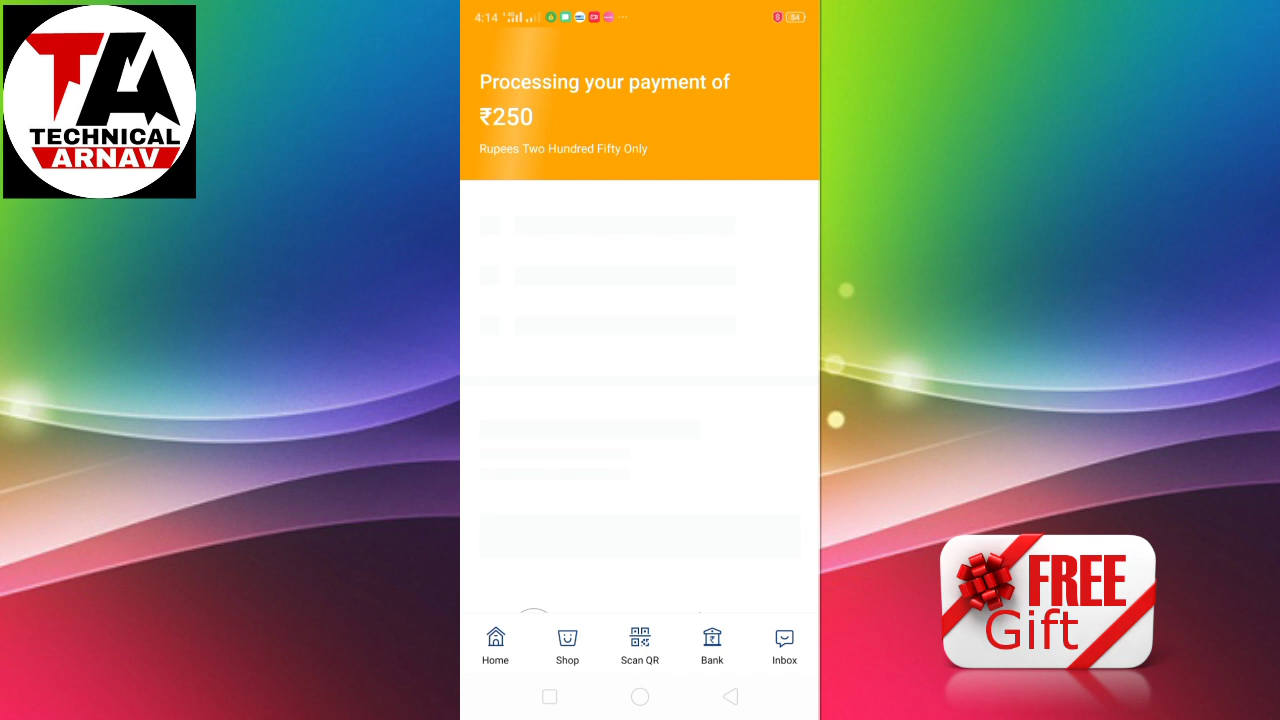 TA
TECHNICAL
ARNAV
4:14
54
Processing your payment of
₹250
Rupees Two Hundred Fifty Only
Home
Shop
Scan QR
Bank
Inbox
FREE
Gift